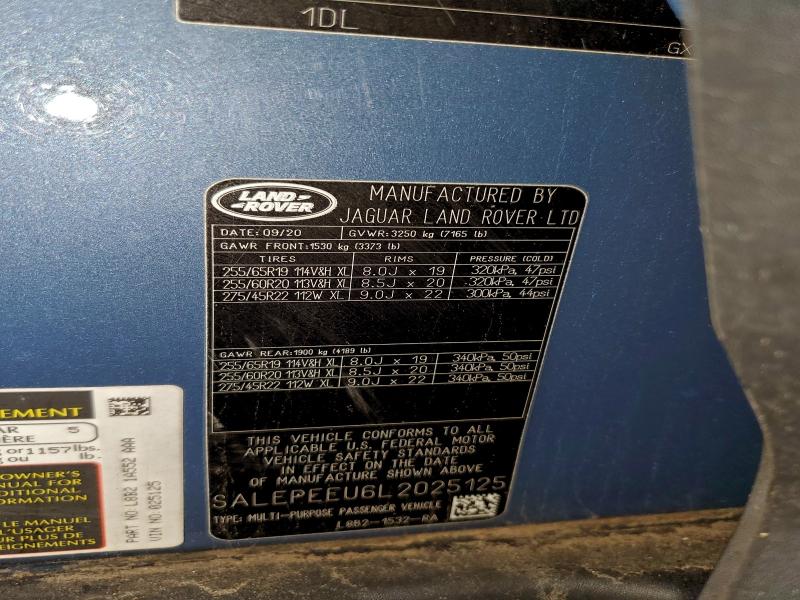 1DL
GX
LAND
ROVER
MANUFACTURED BY
JAGUAR LAND ROVER LTD
DATE: 09/20 GVWR: 3250 kg (7165 lb)
GAWR FRONT: 1530 kg (3373 lb)
TIRES RIMS PRESSURE (COLD)
255/65R19 114V&H XL 8.0J × 19 320kPa, 47psi
255/60R20 113V&H XL 8.5J × 20 320kPa, 47psi
275/45R22 112W XL 9.0J × 22 300kPa, 44psi
GAWR REAR: 1900 kg (4189 lb)
255/65R19 114V&H XL 8.0J × 19 340kPa, 50psi
255/60R20 113V&H XL 8.5J × 20 340kPa, 50psi
275/45R22 112W XL 9.0J × 22 340kPa, 50psi
THIS VEHICLE CONFORMS TO ALL
APPLICABLE U.S. FEDERAL MOTOR
VEHICLE SAFETY STANDARDS
IN EFFECT ON THE DATE
OF MANUFACTURE SHOWN ABOVE
SALEPEEU6L2025125
TYPE: MULTI-PURPOSE PASSENGER VEHICLE
L8B2-1532-RA
EMENT
AR 5
IÈRE
or 1157lbs.
ou lb.
OWNER'S
NUAL FOR
DITIONAL
ORMATION
LE MANUEL
L'USAGER
R PLUS DE
EIGNEMENTS
PART NO L8B2 1A552 AAA
VIN NO 025125